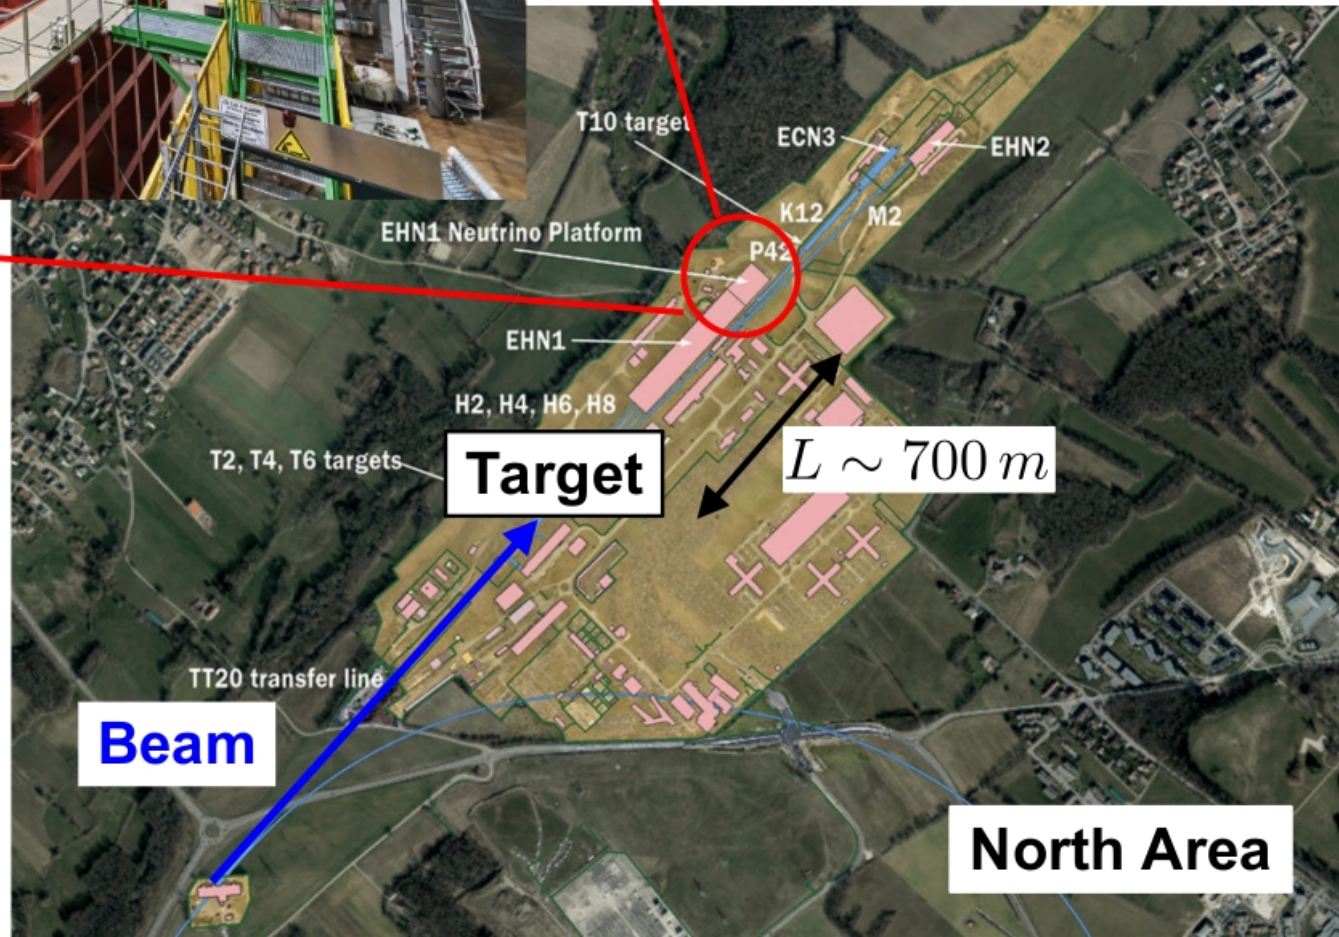 T10 target
ECN3
EHN2
K12
M2
EHN1 Neutrino Platform
P42
EHN1
H2, H4, H6, H8
T2, T4, T6 targets
Target
L ~ 700 m
TT20 transfer line
Beam
North Area